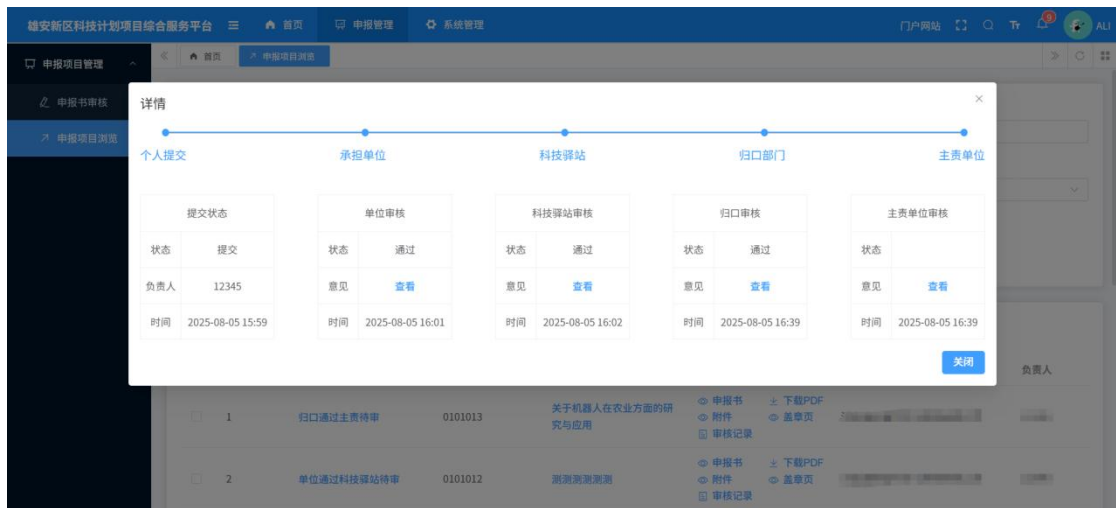 雄安新区科技计划项目综合服务平台 首页 申报管理 系统管理 门户网站 Tт 9 ALI
申报项目管理 首页 申报项目浏览
申报书审核
申报项目浏览
详情
个人提交 承担单位 科技驿站 归口部门 主责单位
提交状态 单位审核 科技驿站审核 归口审核 主责单位审核
状态 提交 状态 通过 状态 通过 状态 通过 状态
负责人 12345 意见 查看 意见 查看 意见 查看 意见 查看
时间 2025-08-05 15:59 时间 2025-08-05 16:01 时间 2025-08-05 16:02 时间 2025-08-05 16:39 时间 2025-08-05 16:39
关闭
负责人
1 归口通过主责待审 0101013 关于机器人在农业方面的研
究与应用
申报书 下载PDF
附件 盖章页
审核记录
2 单位通过科技驿站待审 0101012 测测测测测测
申报书 下载PDF
附件 盖章页
审核记录